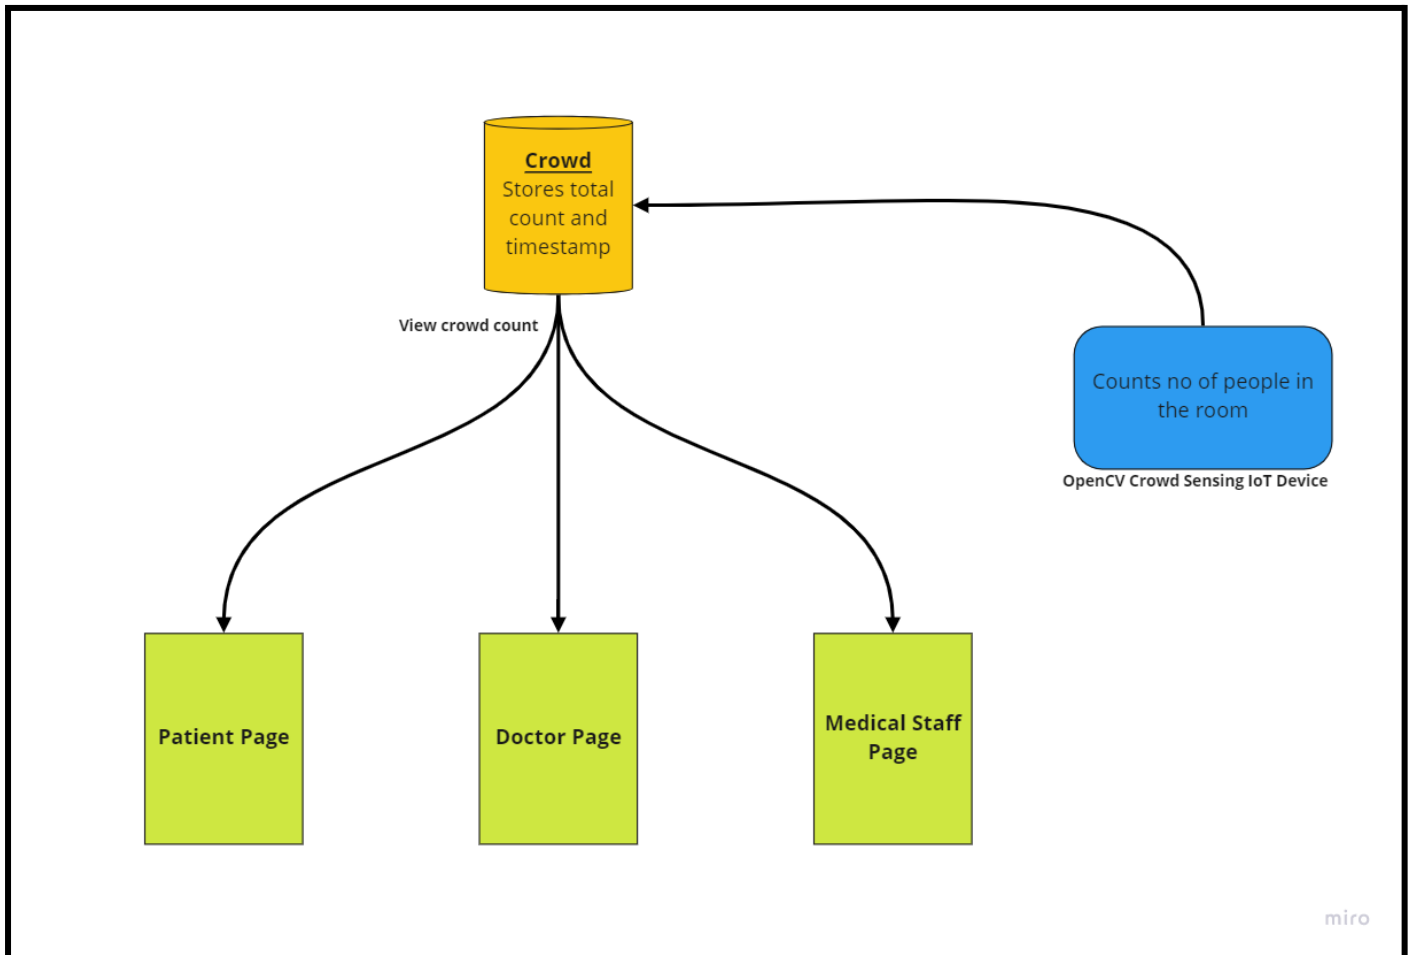 Crowd
Stores total
count and
timestamp
View crowd count
Counts no of people in
the room
OpenCV Crowd Sensing IoT Device
Patient Page
Doctor Page
Medical Staff
Page
miro